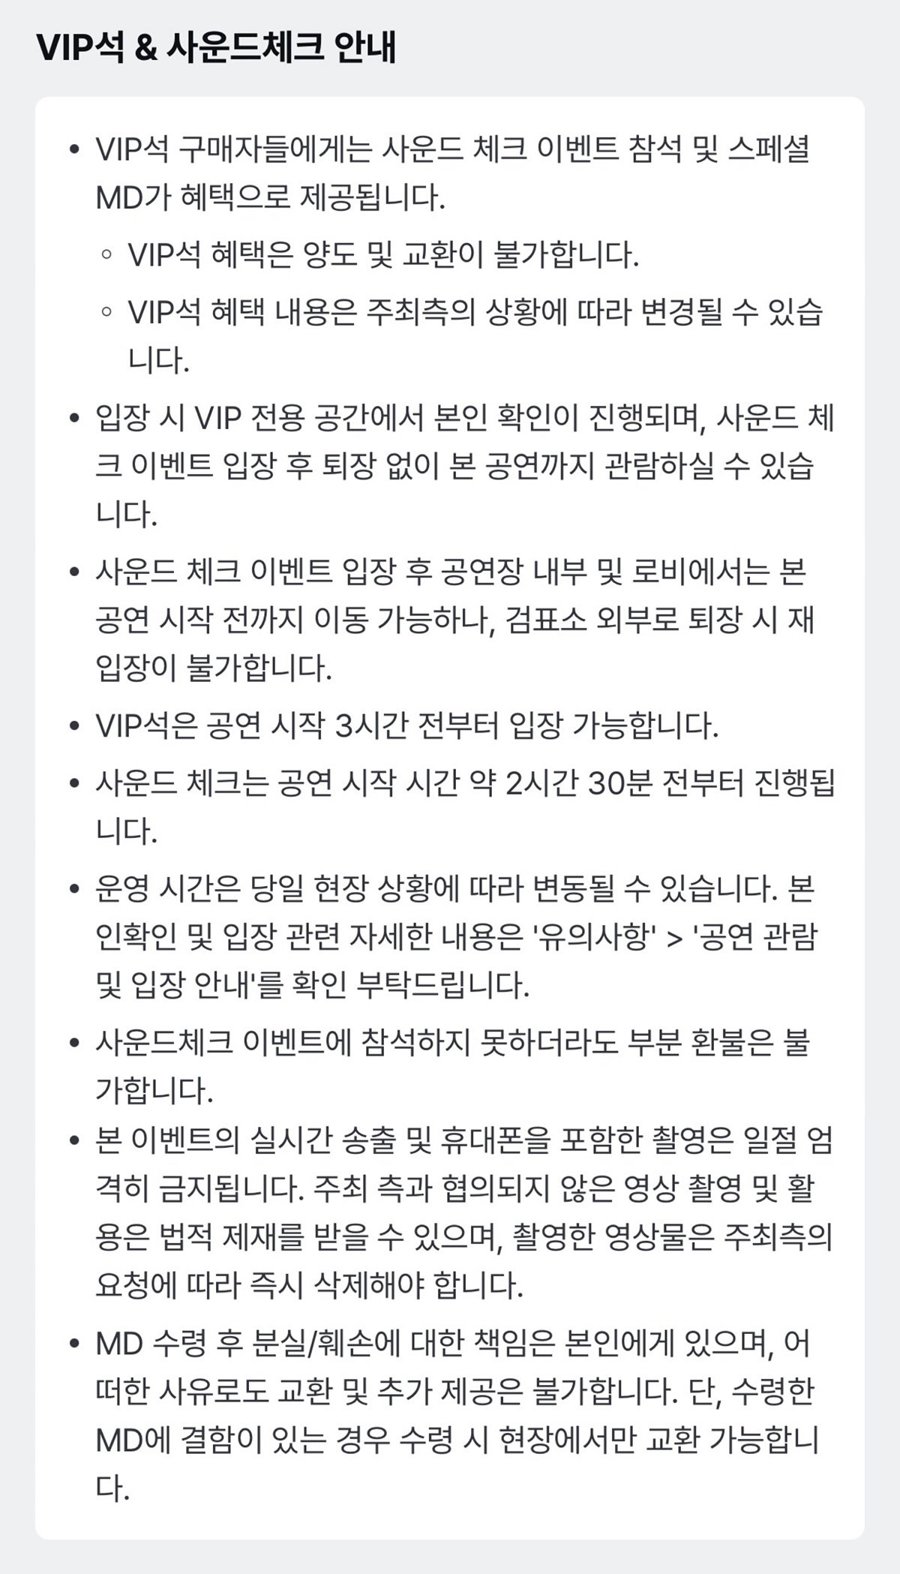 VIP석 & 사운드체크 안내
• VIP석 구매자들에게는 사운드 체크 이벤트 참석 및 스페셜
MD가 혜택으로 제공됩니다.
◦ VIP석 혜택은 양도 및 교환이 불가합니다.
◦ VIP석 혜택 내용은 주최측의 상황에 따라 변경될 수 있습
니다.
• 입장 시 VIP 전용 공간에서 본인 확인이 진행되며, 사운드 체
크 이벤트 입장 후 퇴장 없이 본 공연까지 관람하실 수 있습
니다.
• 사운드 체크 이벤트 입장 후 공연장 내부 및 로비에서는 본
공연 시작 전까지 이동 가능하나, 검표소 외부로 퇴장 시 재
입장이 불가합니다.
• VIP석은 공연 시작 3시간 전부터 입장 가능합니다.
• 사운드 체크는 공연 시작 시간 약 2시간 30분 전부터 진행됩
니다.
• 운영 시간은 당일 현장 상황에 따라 변동될 수 있습니다. 본
인확인 및 입장 관련 자세한 내용은 '유의사항' > '공연 관람
및 입장 안내'를 확인 부탁드립니다.
• 사운드체크 이벤트에 참석하지 못하더라도 부분 환불은 불
가합니다.
• 본 이벤트의 실시간 송출 및 휴대폰을 포함한 촬영은 일절 엄
격히 금지됩니다. 주최 측과 협의되지 않은 영상 촬영 및 활
용은 법적 제재를 받을 수 있으며, 촬영한 영상물은 주최측의
요청에 따라 즉시 삭제해야 합니다.
• MD 수령 후 분실/훼손에 대한 책임은 본인에게 있으며, 어
떠한 사유로도 교환 및 추가 제공은 불가합니다. 단, 수령한
MD에 결함이 있는 경우 수령 시 현장에서만 교환 가능합니
다.